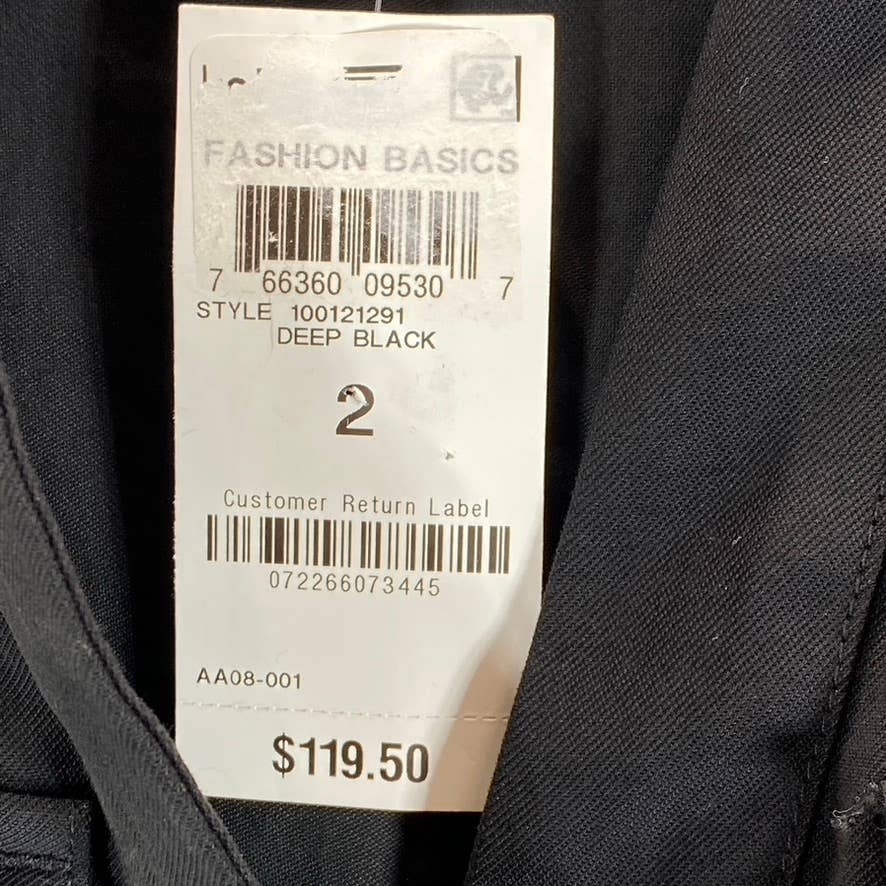 FASHION BASICS
7 66360 09530 7
STYLE 100121291
DEEP BLACK
2
Customer Return Label
072266073445
AA08-001
$119.50